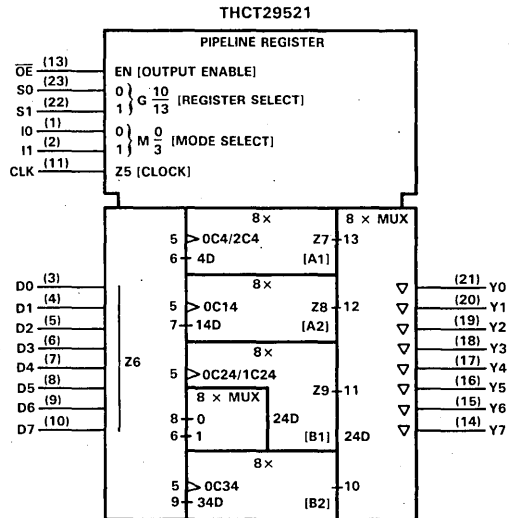 THCT29521
PIPELINE REGISTER
OE (13) EN [OUTPUT ENABLE]
S0 (23) 0
S1 (22) 1 } G 10/13 [REGISTER SELECT]
I0 (1) 0
I1 (2) 1 } M 0/3 [MODE SELECT]
CLK (11) Z5 [CLOCK]
8× 8 × MUX
5 0C4/2C4 Z7 13
6 4D [A1]
8×
D0 (3) (21) Y0
5 0C14 Z8 12
D1 (4) (20) Y1
D2 (5) (19) Y2
7 14D [A2]
D3 (6) (18) Y3
8×
D4 (7) Z6 (17) Y4
5 0C24/1C24
D5 (8) Z9 11 (16) Y5
8 × MUX
D6 (9) (15) Y6
8 0 24D
D7 (10) (14) Y7
6 1 [B1] 24D
8×
5 0C34 10
9 34D [B2]